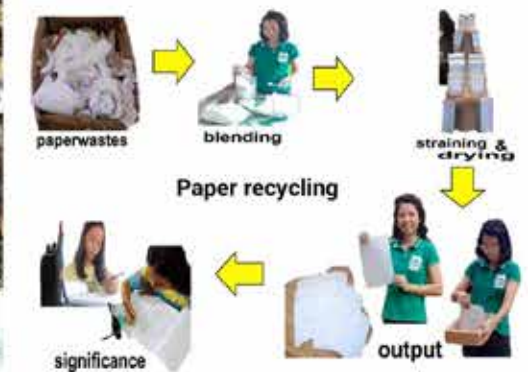 paperwastes
blending
straining &
drying
Paper recycling
output
significance